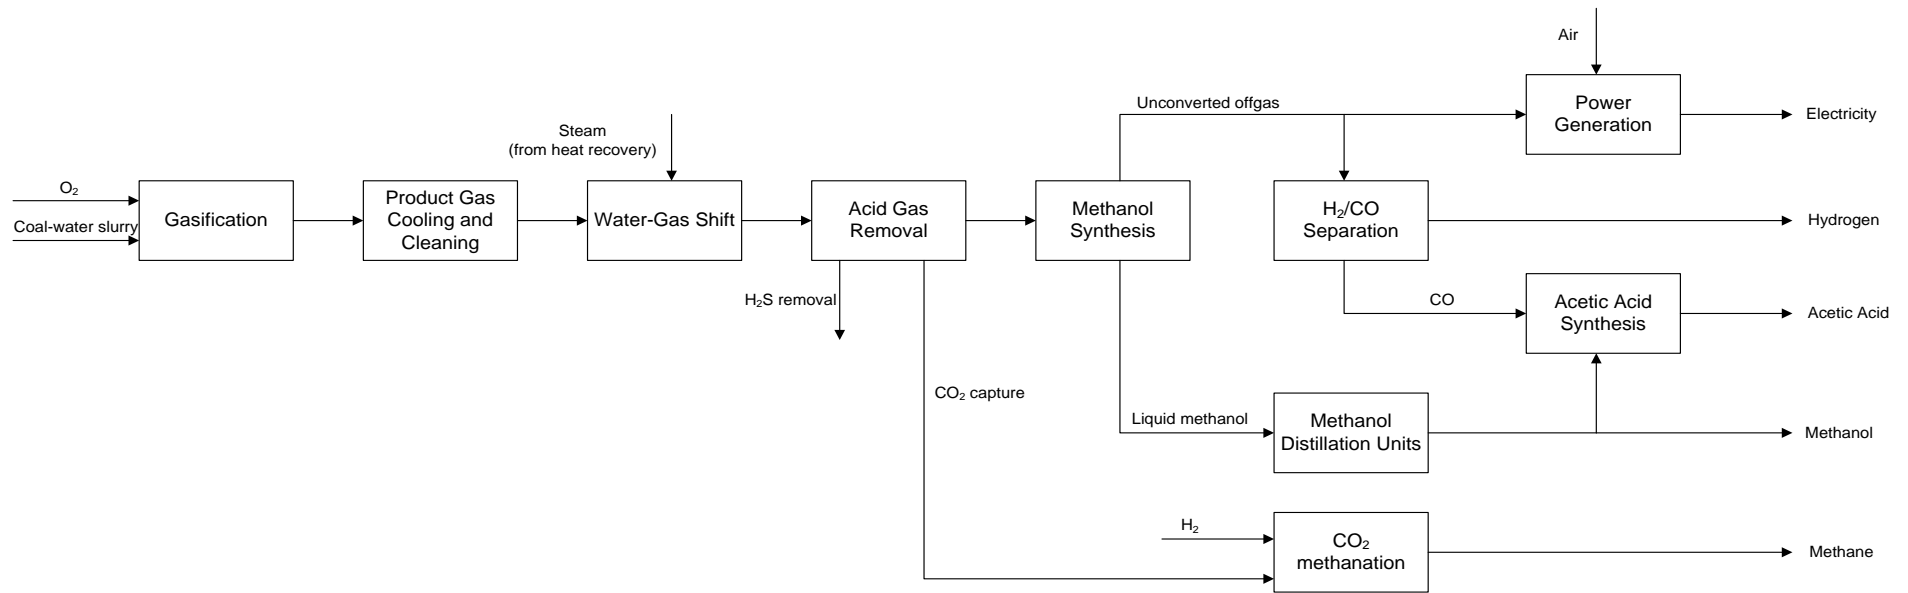 Air
Unconverted offgas
Power
Generation
Electricity
Steam
(from heat recovery)
O₂
Coal-water slurry
Gasification
Product Gas
Cooling and
Cleaning
Water-Gas Shift
Acid Gas
Removal
Methanol
Synthesis
H₂/CO
Separation
Hydrogen
H₂S removal
CO
Acetic Acid
Synthesis
Acetic Acid
CO₂ capture
Liquid methanol
Methanol
Distillation Units
Methanol
H₂
CO₂
methanation
Methane